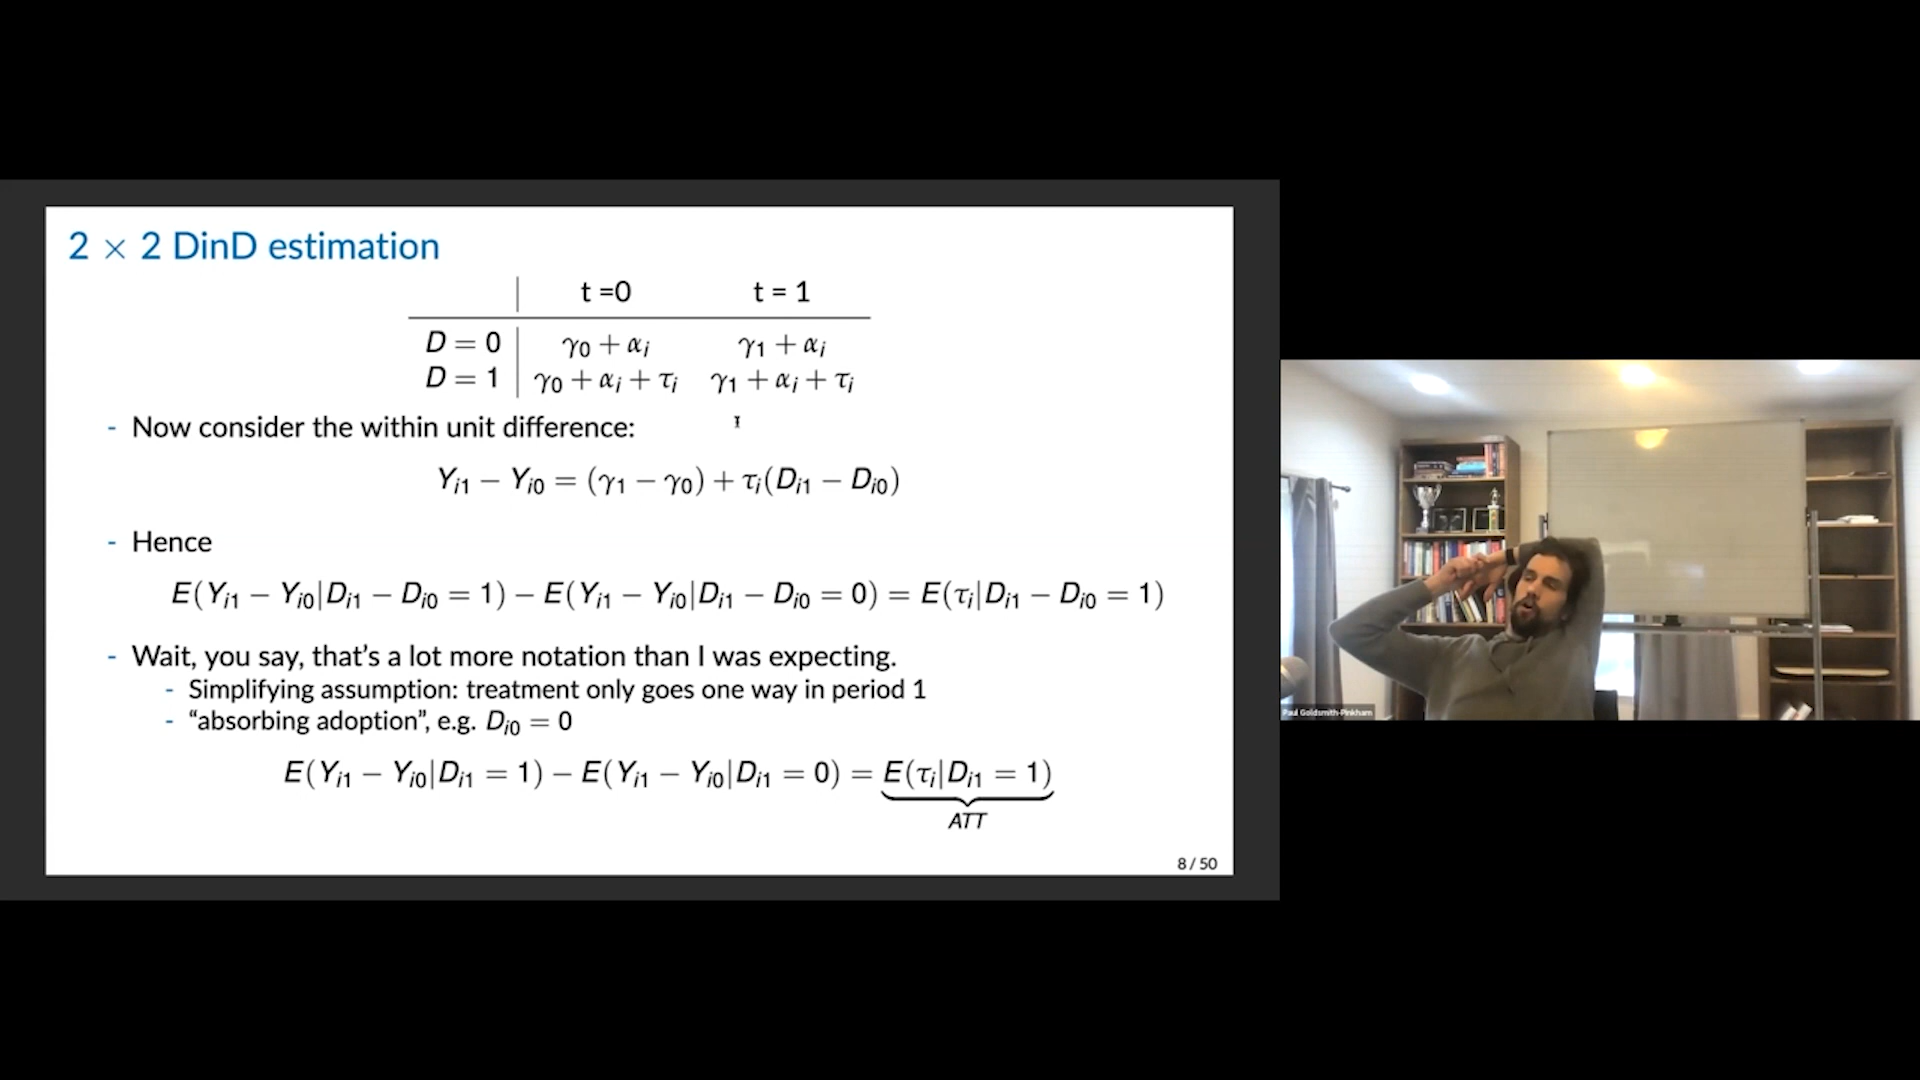 2 × 2 DinD estimation
t =0 t = 1
D = 0 γ₀ + αᵢ γ₁ + αᵢ
D = 1 γ₀ + αᵢ + τᵢ γ₁ + αᵢ + τᵢ
- Now consider the within unit difference:
Yᵢ₁ − Yᵢ₀ = (γ₁ − γ₀) + τᵢ(Dᵢ₁ − Dᵢ₀)
- Hence
E(Yᵢ₁ − Yᵢ₀|Dᵢ₁ − Dᵢ₀ = 1) − E(Yᵢ₁ − Yᵢ₀|Dᵢ₁ − Dᵢ₀ = 0) = E(τᵢ|Dᵢ₁ − Dᵢ₀ = 1)
- Wait, you say, that’s a lot more notation than I was expecting.
- Simplifying assumption: treatment only goes one way in period 1
- “absorbing adoption”, e.g. Dᵢ₀ = 0
E(Yᵢ₁ − Yᵢ₀|Dᵢ₁ = 1) − E(Yᵢ₁ − Yᵢ₀|Dᵢ₁ = 0) = E(τᵢ|Dᵢ₁ = 1)
ATT
8 / 50
Paul Goldsmith-Pinkham